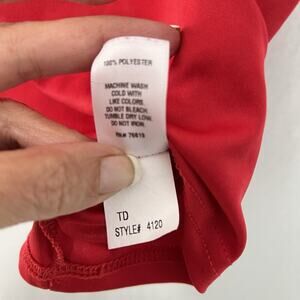 100% POLYESTER
MACHINE WASH
COLD WITH
LIKE COLORS.
DO NOT BLEACH.
TUMBLE DRY LOW.
DO NOT IRON.
RN# 76619
TD
STYLE# 4120